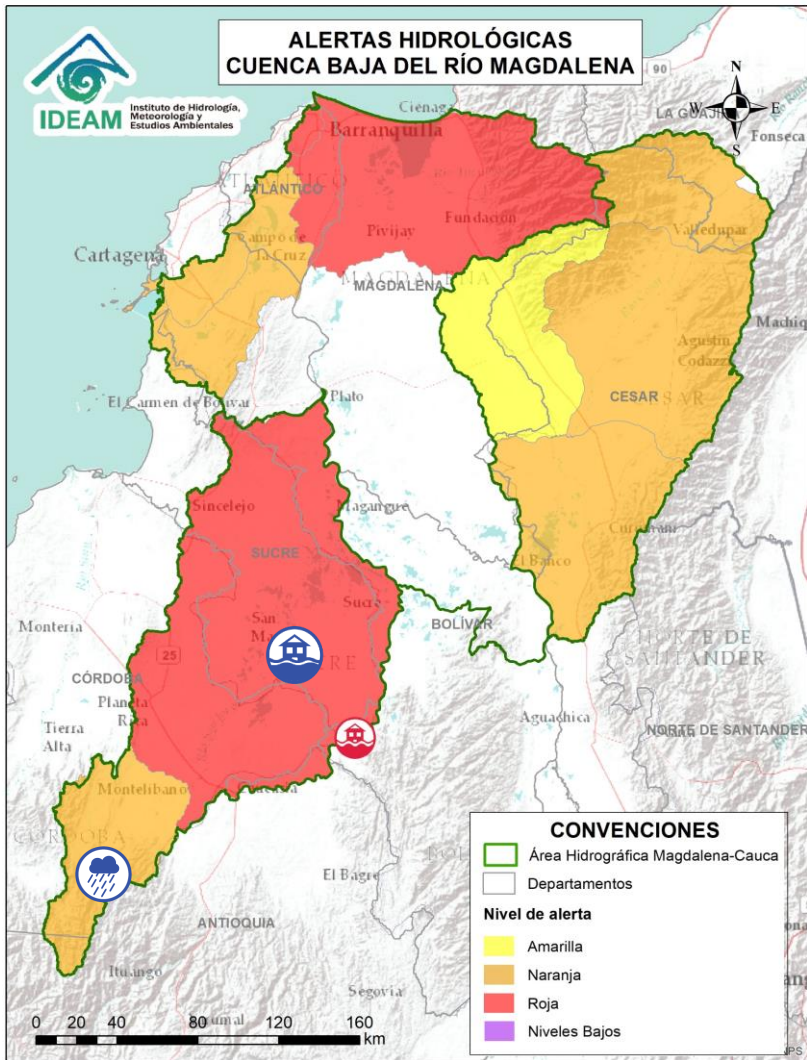 ALERTAS HIDROLÓGICAS
CUENCA BAJA DEL RÍO MAGDALENA
IDEAM
Instituto de Hidrología,
Meteorología y
Estudios Ambientales
N
W
E
S
90
LA GUAJIRA
Ciénaga
Fonseca
Barranquilla
ATLÁNTICO
Valledupar
Fundación
Pivijay
Campo de
la Cruz
Cartagena
MAGDALENA
MAGDALENA
Machiq
Agustín
Codazzi
CESAR
El Carmen de Bolívar
Plato
Sincelejo
Magangué
SUCRE
Curumaní
El Banco
Sucre
San
BOLÍVAR
Montería
25
NORTE DE
SANTANDER
CÓRDOBA
Planeta
Rica
Tierra
Alta
Aguachica
NORTE DE SANTANDER
Montelíbano
CÓRDOBA
El Bagre
ANTIOQUIA
Ituango
Segovia
0 20 40 80 120 160
km
CONVENCIONES
Área Hidrográfica Magdalena-Cauca
Departamentos
Nivel de alerta
Amarilla
Naranja
Roja
Niveles Bajos